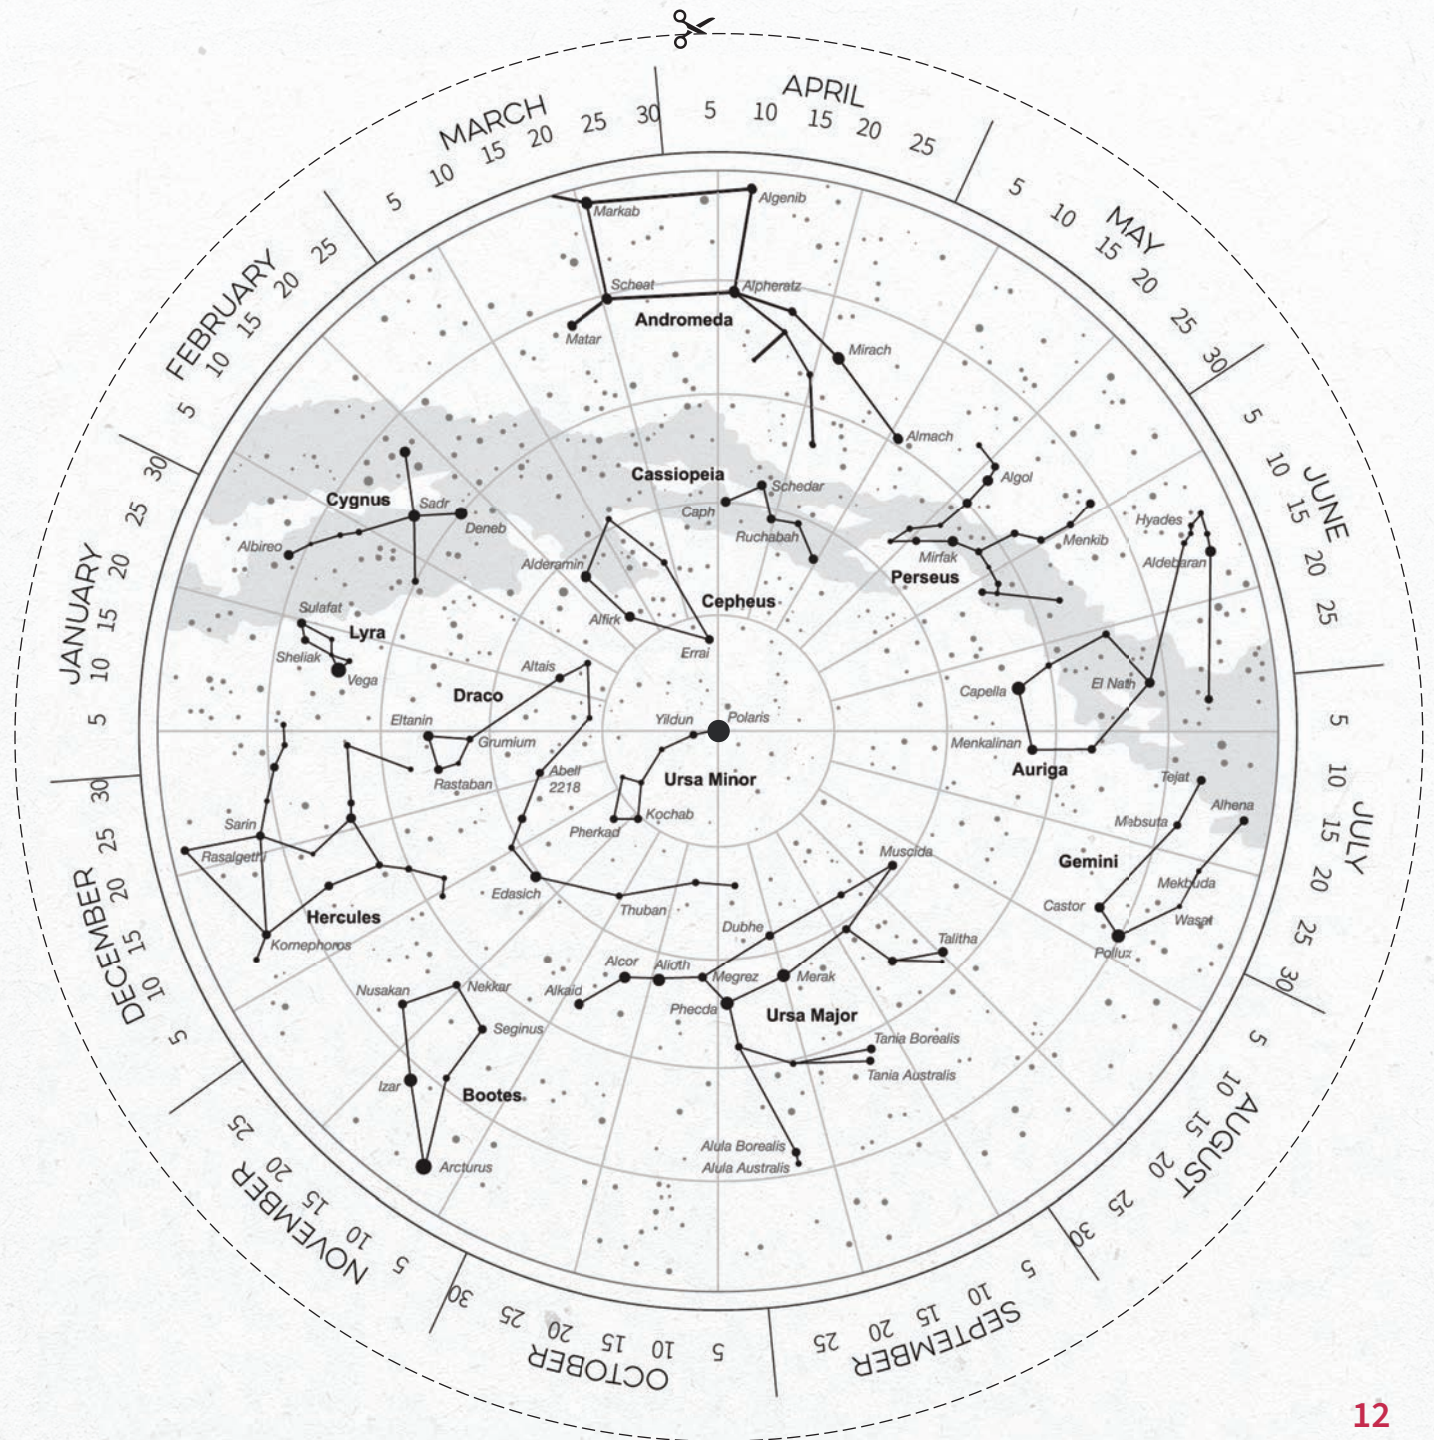 APRIL
5 10 15 20 25
MAY
5 10 15 20 25 30
JUNE
5 10 15 20 25
JULY
5 10 15 20 25 30
AUGUST
5 10 15 20 25 30
SEPTEMBER
5 10 15 20 25
OCTOBER
5 10 15 20 25 30
NOVEMBER
5 10 15 20 25
DECEMBER
5 10 15 20 25 30
JANUARY
5 10 15 20 25 30
FEBRUARY
5 10 15 20 25
MARCH
5 10 15 20 25 30
Markab
Algenib
Scheat
Alpheratz
Andromeda
Matar
Mirach
Almach
Cassiopeia
Schedar
Caph
Ruchabah
Algol
Menkib
Mirfak
Perseus
Hyades
Aldebaran
Cygnus
Sadr
Deneb
Albireo
Alderamin
Alfirk
Cepheus
Errai
Sulafat
Lyra
Sheliak
Vega
Altais
Draco
Eltanin
Grumium
Rastaban
Abell
2218
Yildun
Polaris
Ursa Minor
Kochab
Pherkad
Capella
El Nath
Menkalinan
Auriga
Tejat
Alhena
Mebsuta
Gemini
Mekbuda
Castor
Wasat
Pollux
Sarin
Rasalgethi
Hercules
Kornephoros
Edasich
Thuban
Muscida
Dubhe
Talitha
Alcor
Alioth
Megrez
Merak
Alkaid
Phecda
Ursa Major
Tania Borealis
Tania Australis
Nusakan
Nekkar
Seginus
Izar
Bootes
Arcturus
Alula Borealis
Alula Australis
12